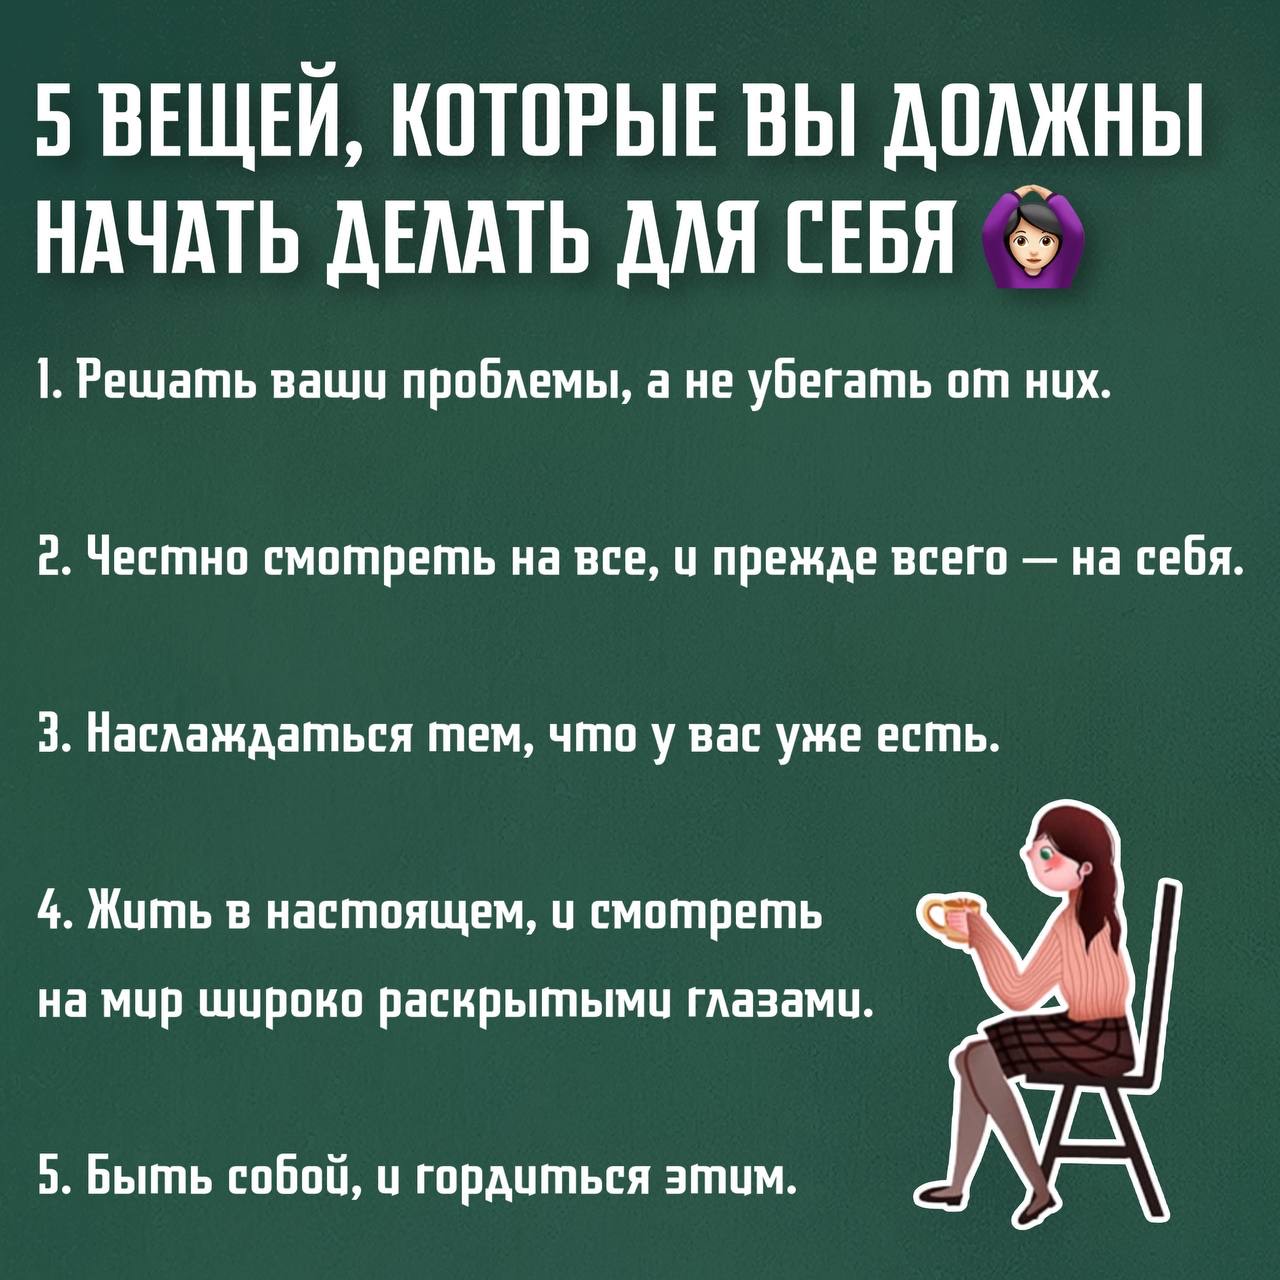 5 ВЕЩЕЙ, КОТОРЫЕ ВЫ ДОЛЖНЫ
НАЧАТЬ ДЕЛАТЬ ДЛЯ СЕБЯ 🙆🏻‍♀️
1. Решать ваши проблемы, а не убегать от них.
2. Честно смотреть на все, и прежде всего — на себя.
3. Наслаждаться тем, что у вас уже есть.
4. Жить в настоящем, и смотреть
на мир широко раскрытыми глазами.
5. Быть собой, и гордиться этим.